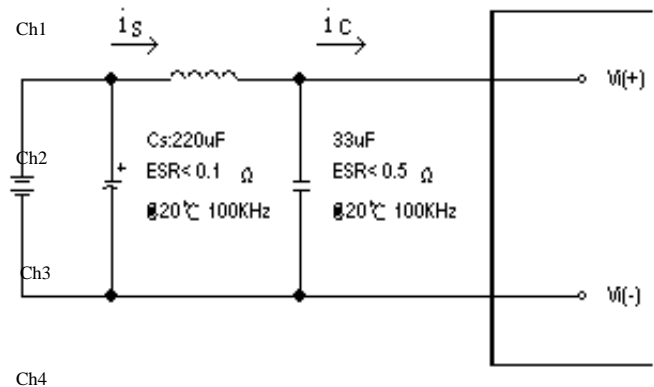 Ch1
iS
iC
Vi(+)
Cs:220uF
33uF
Ch2
+
ESR< 0.1 Ω
ESR< 0.5 Ω
@20℃ 100KHz
@20℃ 100KHz
Ch3
Vi(-)
Ch4